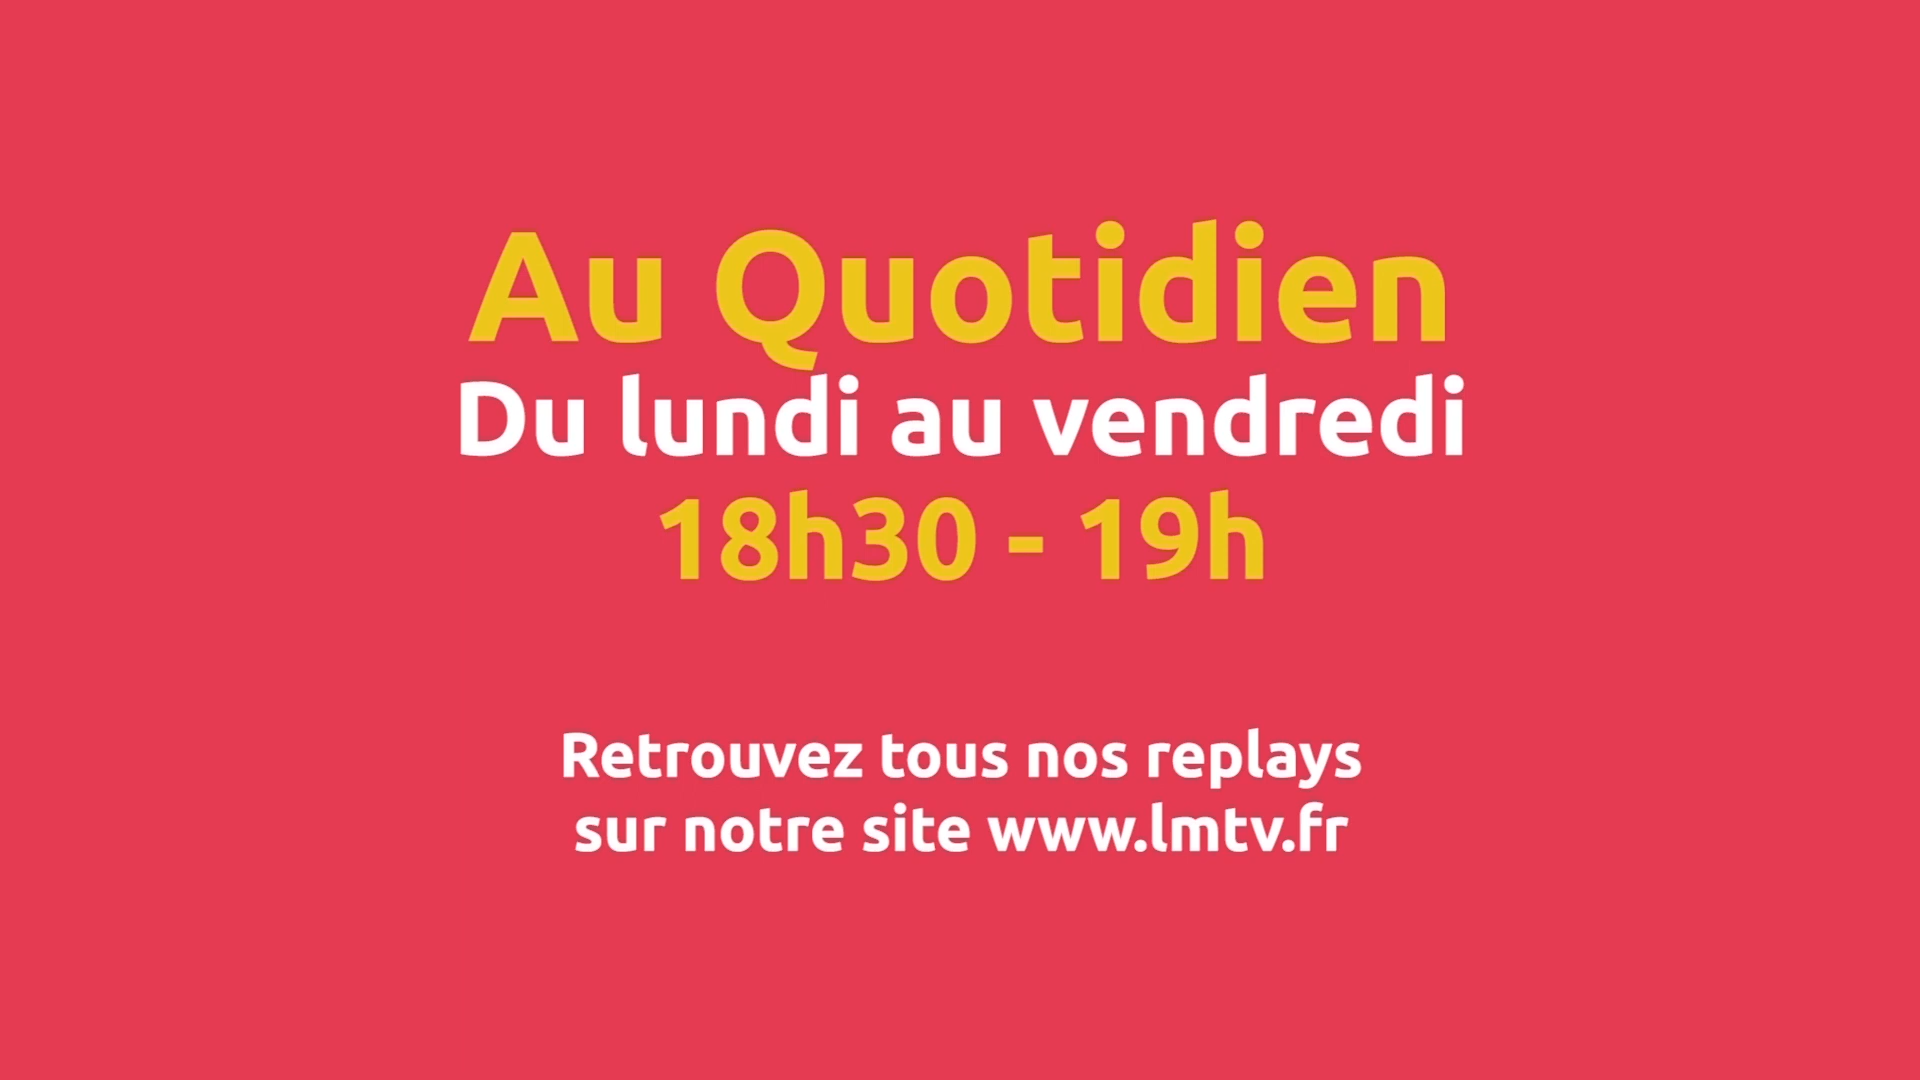 Au Quotidien
Du lundi au vendredi
18h30 - 19h
Retrouvez tous nos replays
sur notre site www.lmtv.fr